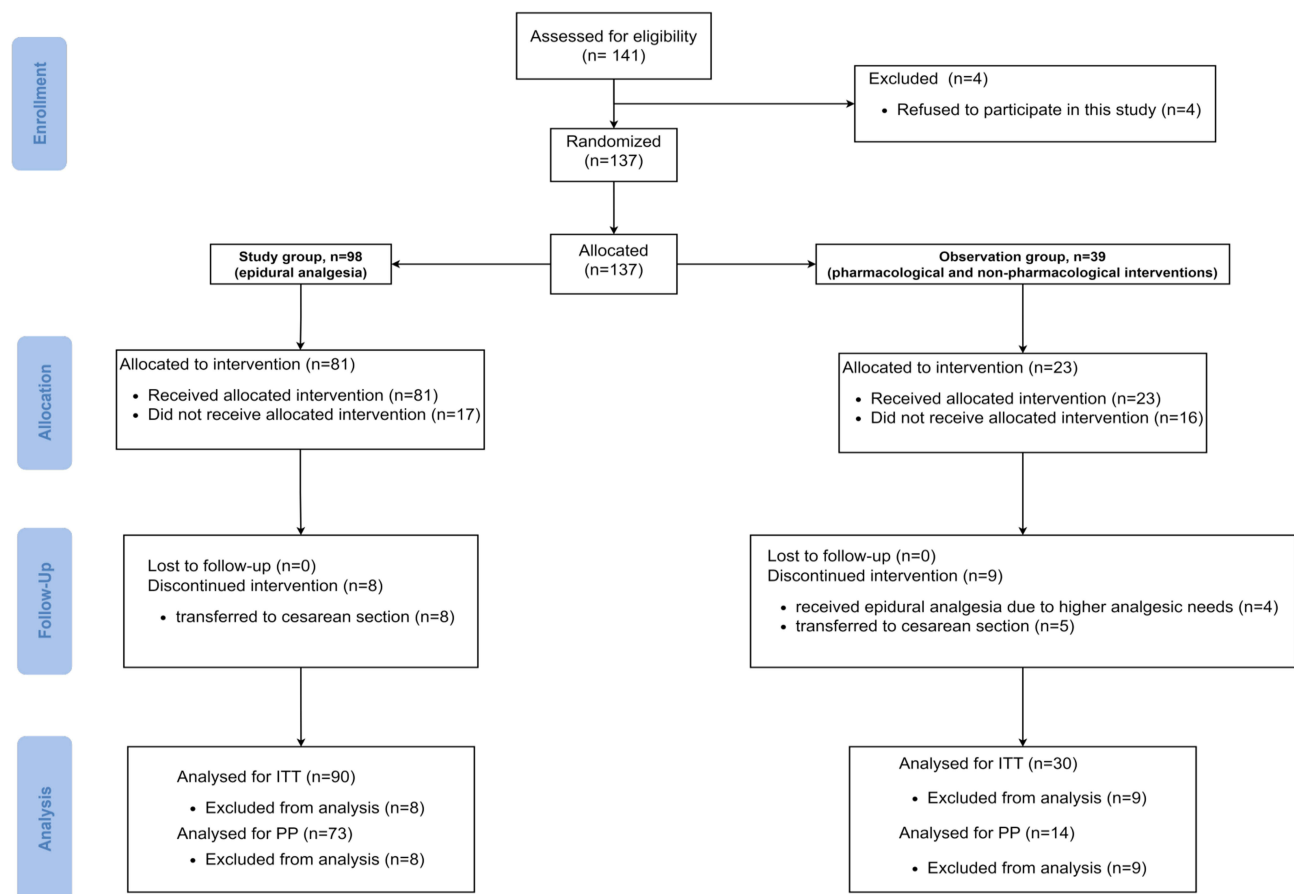 Enrollment
Assessed for eligibility
(n= 141)
Excluded  (n=4)
• Refused to participate in this study (n=4)
Randomized
(n=137)
Allocated
(n=137)
Study group, n=98
(epidural analgesia)
Observation group, n=39
(pharmacological and non-pharmacological interventions)
Allocation
Allocated to intervention (n=81)
• Received allocated intervention (n=81)
• Did not receive allocated intervention (n=17)
Allocated to intervention (n=23)
• Received allocated intervention (n=23)
• Did not receive allocated intervention (n=16)
Follow-Up
Lost to follow-up (n=0)
Discontinued intervention (n=8)
• transferred to cesarean section (n=8)
Lost to follow-up (n=0)
Discontinued intervention (n=9)
• received epidural analgesia due to higher analgesic needs (n=4)
• transferred to cesarean section (n=5)
Analysis
Analysed for ITT (n=90)
• Excluded from analysis (n=8)
Analysed for PP (n=73)
• Excluded from analysis (n=8)
Analysed for ITT (n=30)
• Excluded from analysis (n=9)
Analysed for PP (n=14)
• Excluded from analysis (n=9)